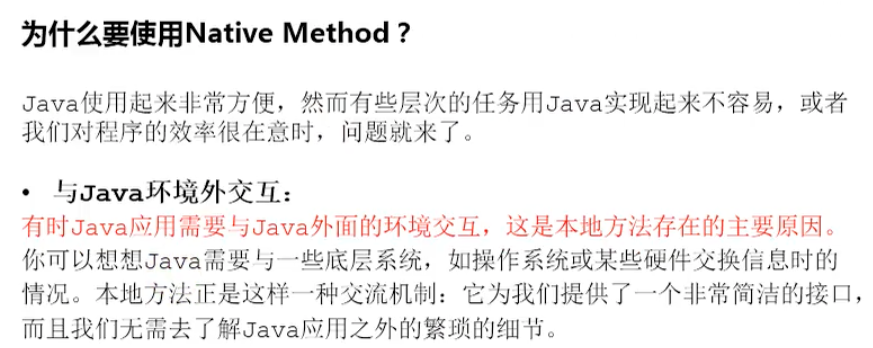 为什么要使用Native Method？
Java使用起来非常方便，然而有些层次的任务用Java实现起来不容易，或者
我们对程序的效率很在意时，问题就来了。
• 与Java环境外交互：
有时Java应用需要与Java外面的环境交互，这是本地方法存在的主要原因。
你可以想想Java需要与一些底层系统，如操作系统或某些硬件交换信息时的
情况。本地方法正是这样一种交流机制：它为我们提供了一个非常简洁的接口，
而且我们无需去了解Java应用之外的繁琐的细节。